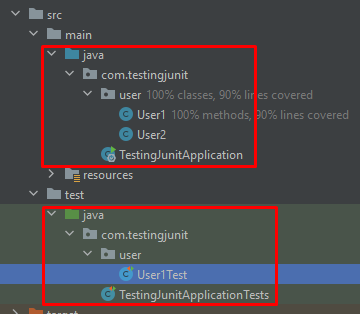 src
main
java
com.testingjunit
user 100% classes, 90% lines covered
User1 100% methods, 90% lines covered
User2
TestingJunitApplication
resources
test
java
com.testingjunit
user
User1Test
TestingJunitApplicationTests
target